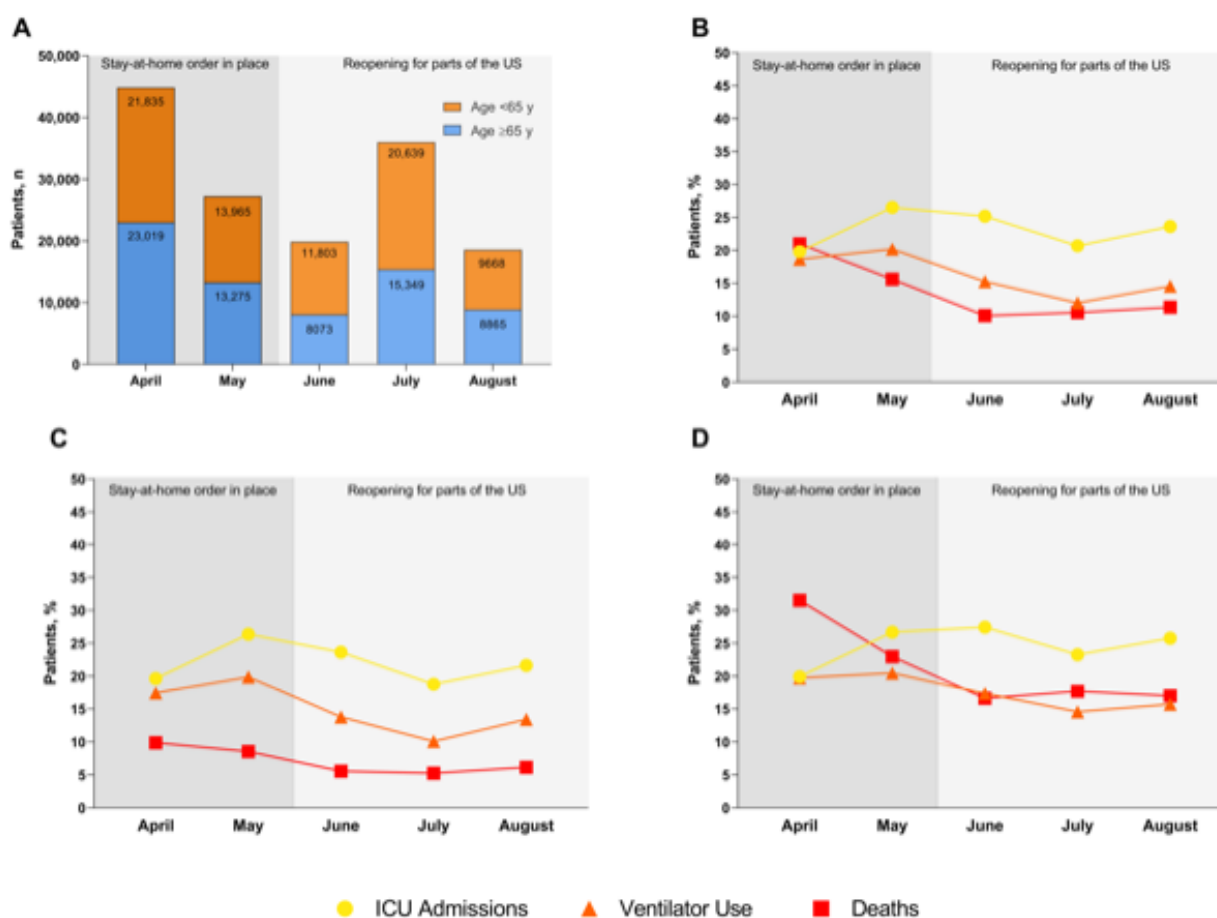 A
50,000
Stay-at-home order in place Reopening for parts of the US
21,835
Age <65 y
Age ≥65 y
40,000
20,639
30,000
Patients, n
13,965
23,019
20,000
11,803
9668
15,349
13,275
10,000
8073
8865
0
April May June July August
B
50
Stay-at-home order in place Reopening for parts of the US
45
40
35
30
Patients, %
25
20
15
10
5
0
April May June July August
C
50
Stay-at-home order in place Reopening for parts of the US
45
40
35
30
Patients, %
25
20
15
10
5
0
April May June July August
D
50
Stay-at-home order in place Reopening for parts of the US
45
40
35
30
Patients, %
25
20
15
10
5
0
April May June July August
ICU Admissions Ventilator Use Deaths